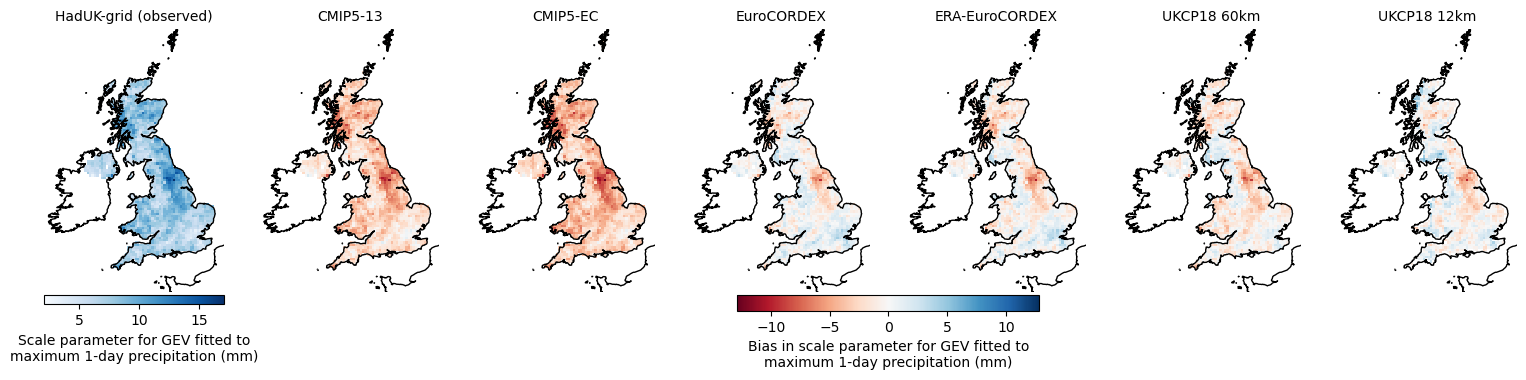 HadUK-grid (observed)
CMIP5-13
CMIP5-EC
EuroCORDEX
ERA-EuroCORDEX
UKCP18 60km
UKCP18 12km
5 10 15
Scale parameter for GEV fitted to
maximum 1-day precipitation (mm)
−10 −5 0 5 10
Bias in scale parameter for GEV fitted to
maximum 1-day precipitation (mm)